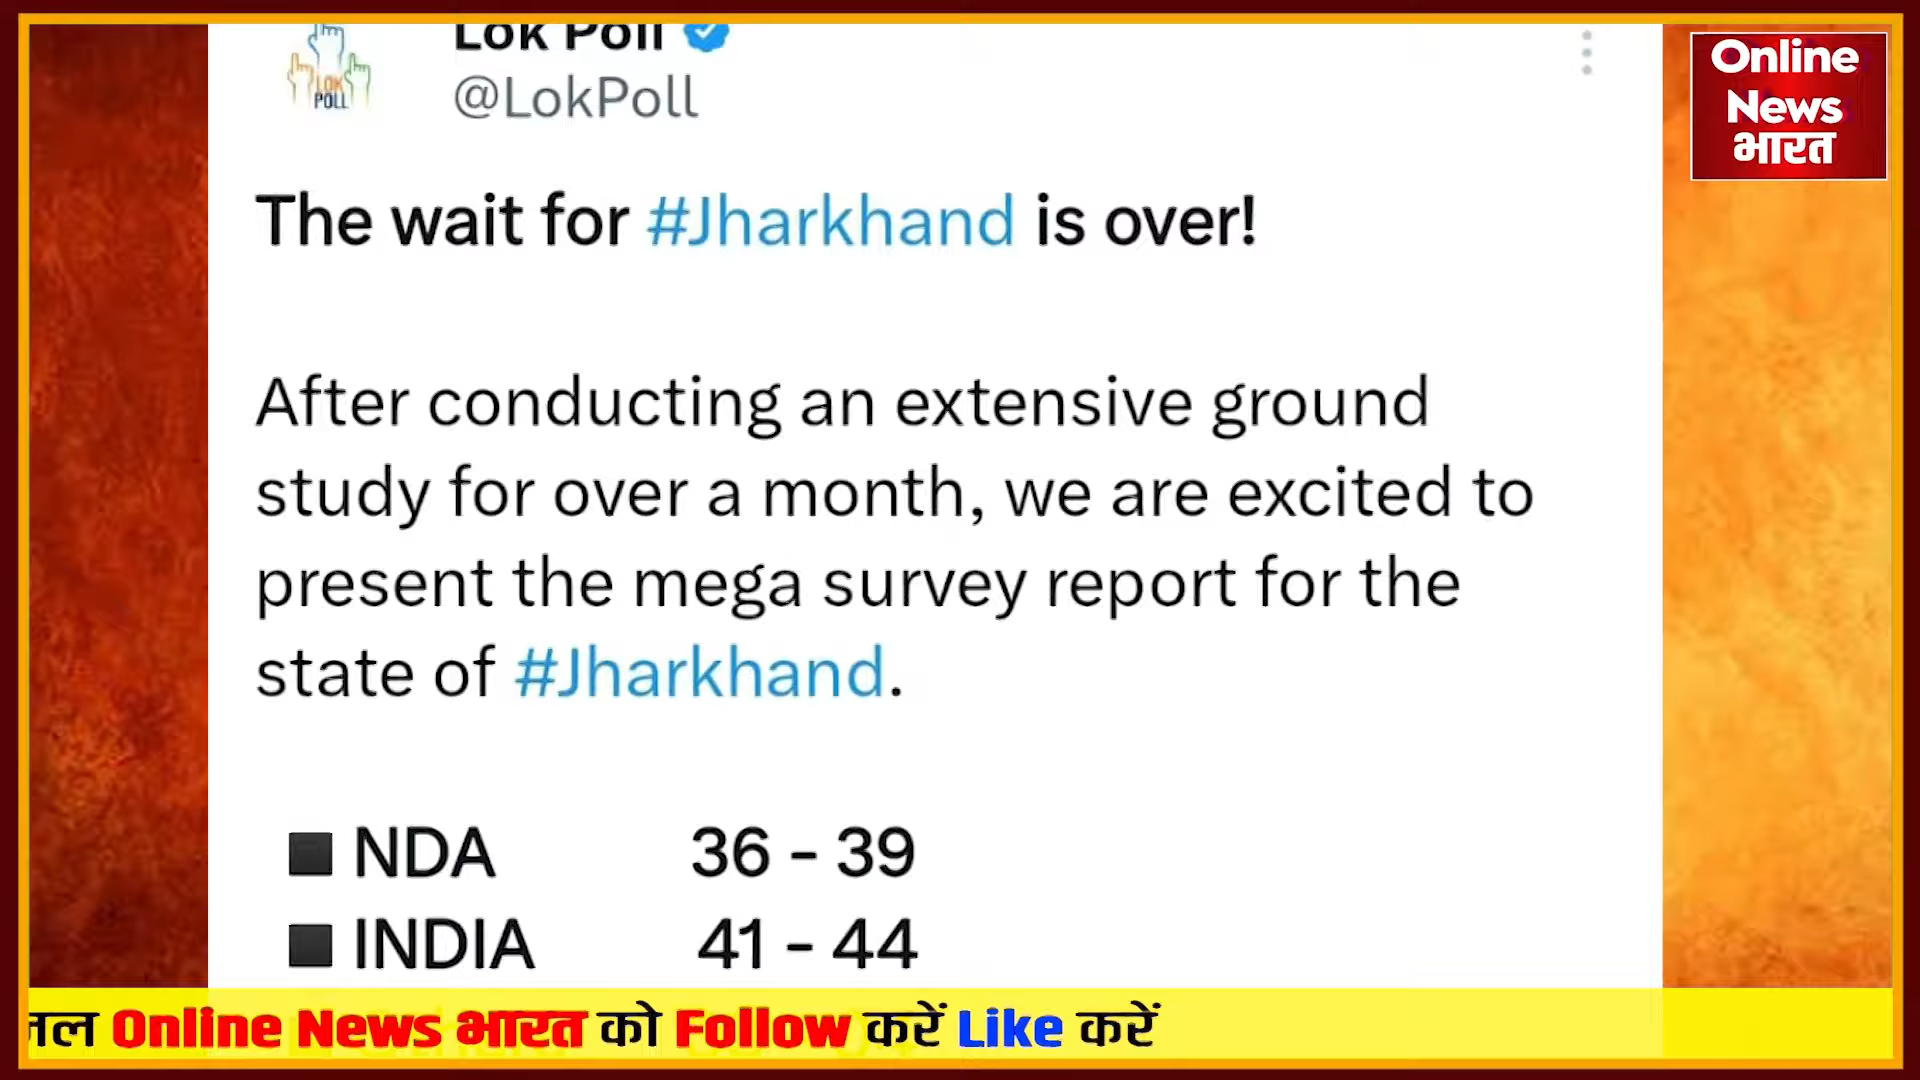 Lok Poll
@LokPoll
LOK
POLL
Online
News
भारत
The wait for #Jharkhand is over!
After conducting an extensive ground
study for over a month, we are excited to
present the mega survey report for the
state of #Jharkhand.
NDA 36 - 39
INDIA 41 - 44
Online News भारत को Follow करें Like करें